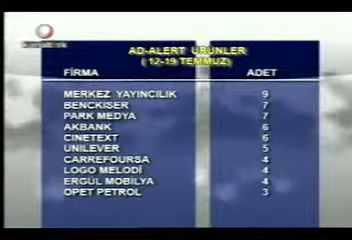 AD-ALERT ÜRÜNLER
( 12-19 TEMMUZ)
FİRMA ADET
MERKEZ YAYINCILIK 9
BENCKISER 7
PARK MEDYA 7
AKBANK 6
CINETEXT 6
UNILEVER 5
CARREFOURSA 4
LOGO MELODİ 4
ERGÜL MOBİLYA 4
OPET PETROL 3